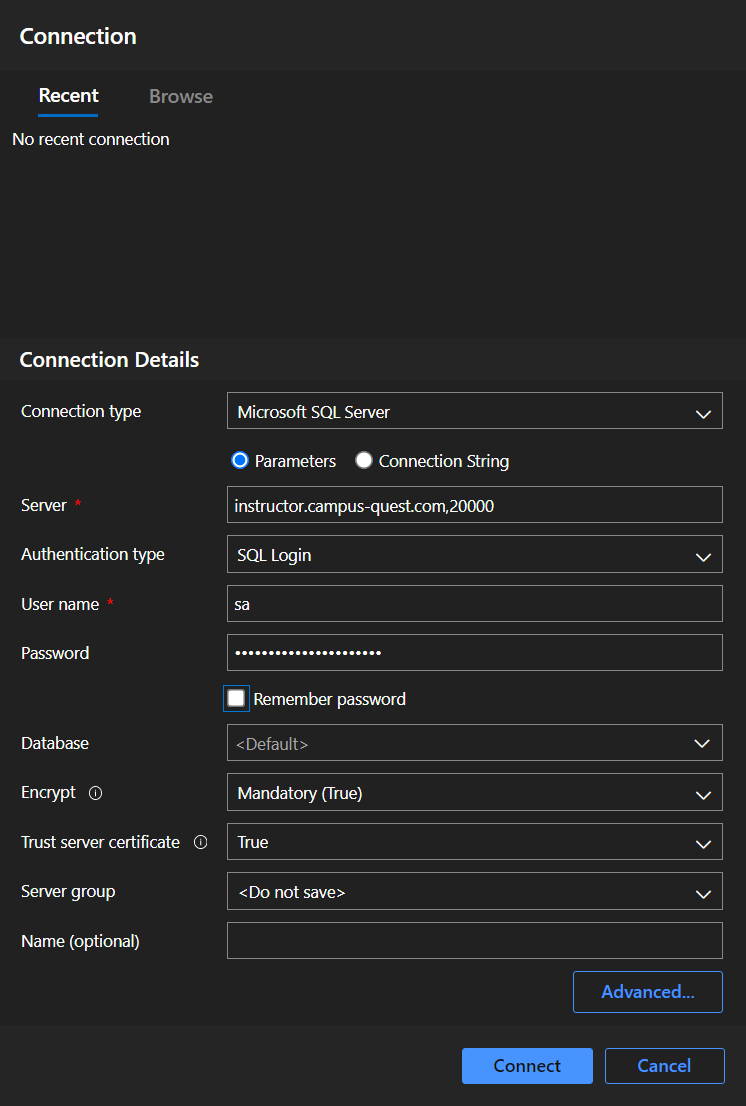 Connection
Recent Browse
No recent connection
Connection Details
Connection type Microsoft SQL Server
Parameters Connection String
Server * instructor.campus-quest.com,20000
Authentication type SQL Login
User name * sa
Password ••••••••••••••••••••••
Remember password
Database <Default>
Encrypt Mandatory (True)
Trust server certificate True
Server group <Do not save>
Name (optional)
Advanced...
Connect Cancel